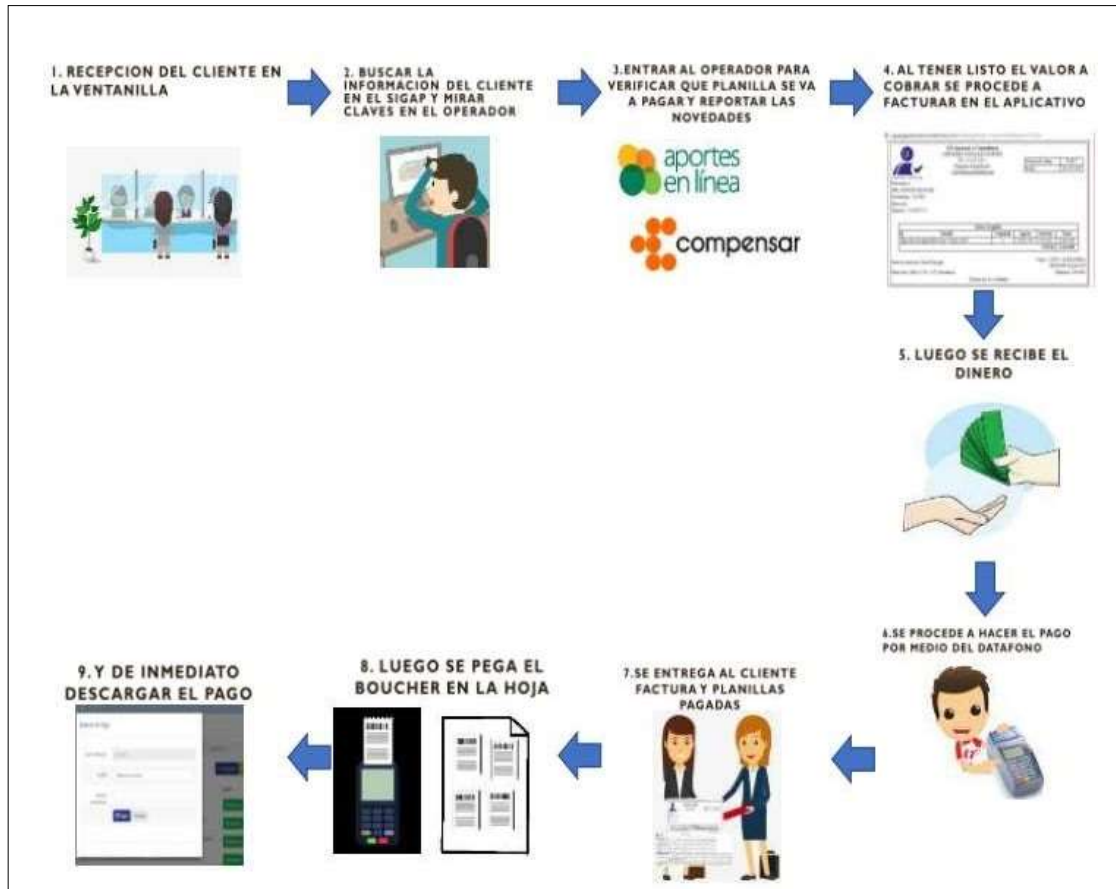 1. RECEPCION DEL CLIENTE EN
LA VENTANILLA
2. BUSCAR LA
INFORMACION DEL CLIENTE
EN EL SIGAP Y MIRAR
CLAVES EN EL OPERADOR
3.ENTRAR AL OPERADOR PARA
VERIFICAR QUE PLANILLA SE VA
A PAGAR Y REPORTAR LAS
NOVEDADES
aportes
en línea
compensar
4. AL TENER LISTO EL VALOR A
COBRAR SE PROCEDE A
FACTURAR EN EL APLICATIVO
5. LUEGO SE RECIBE EL
DINERO
6.SE PROCEDE A HACER EL PAGO
POR MEDIO DEL DATAFONO
7.SE ENTREGA AL CLIENTE
FACTURA Y PLANILLAS
PAGADAS
8. LUEGO SE PEGA EL
BOUCHER EN LA HOJA
9.Y DE INMEDIATO
DESCARGAR EL PAGO